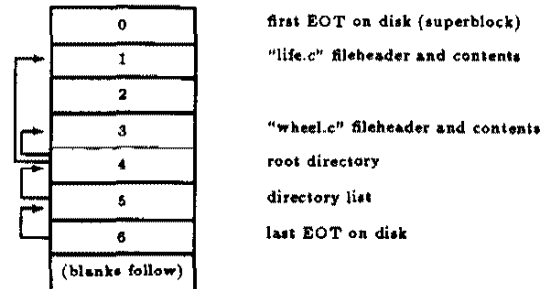 0 first EOT on disk (superblock)
1 "life.c" fileheader and contents
2
3 "wheel.c" fileheader and contents
4 root directory
5 directory list
6 last EOT on disk
(blanks follow)